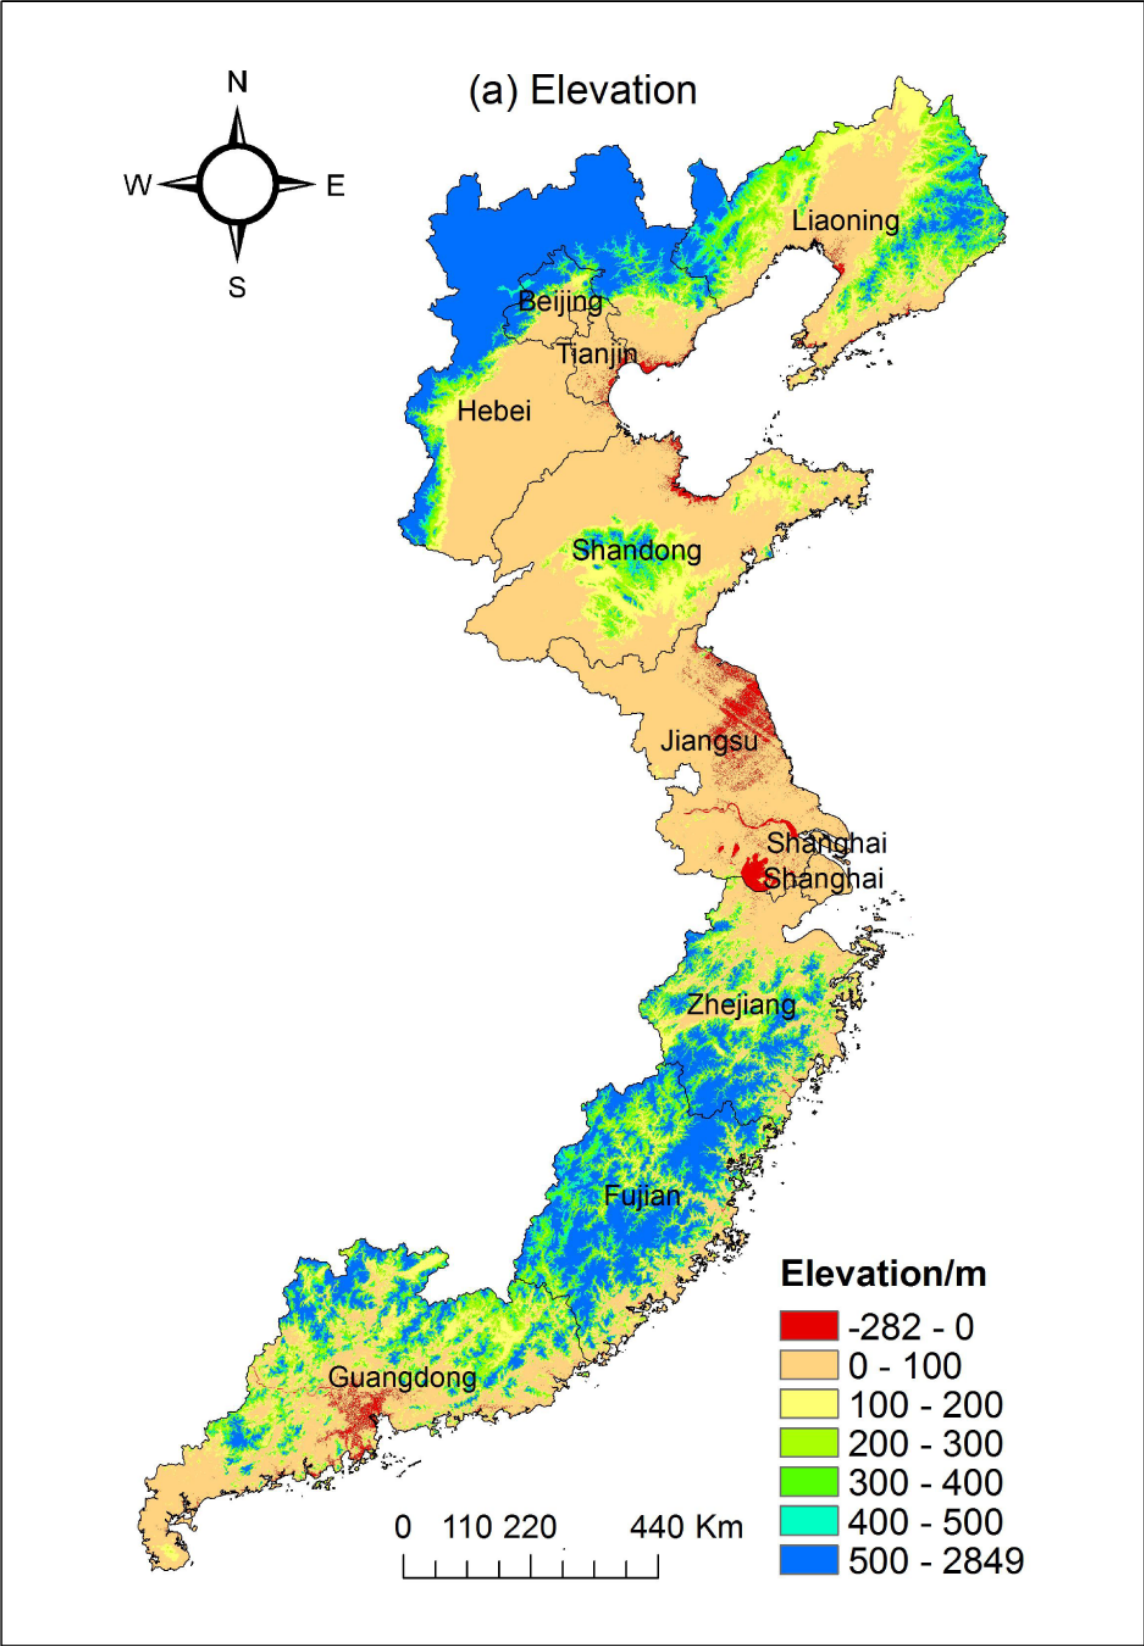 (a) Elevation
N
W
E
S
Liaoning
Beijing
Tianjin
Hebei
Shandong
Jiangsu
Shanghai
Shanghai
Zhejiang
Fujian
Guangdong
Elevation/m
-282 - 0
0 - 100
100 - 200
200 - 300
300 - 400
400 - 500
500 - 2849
0 110 220 440 Km